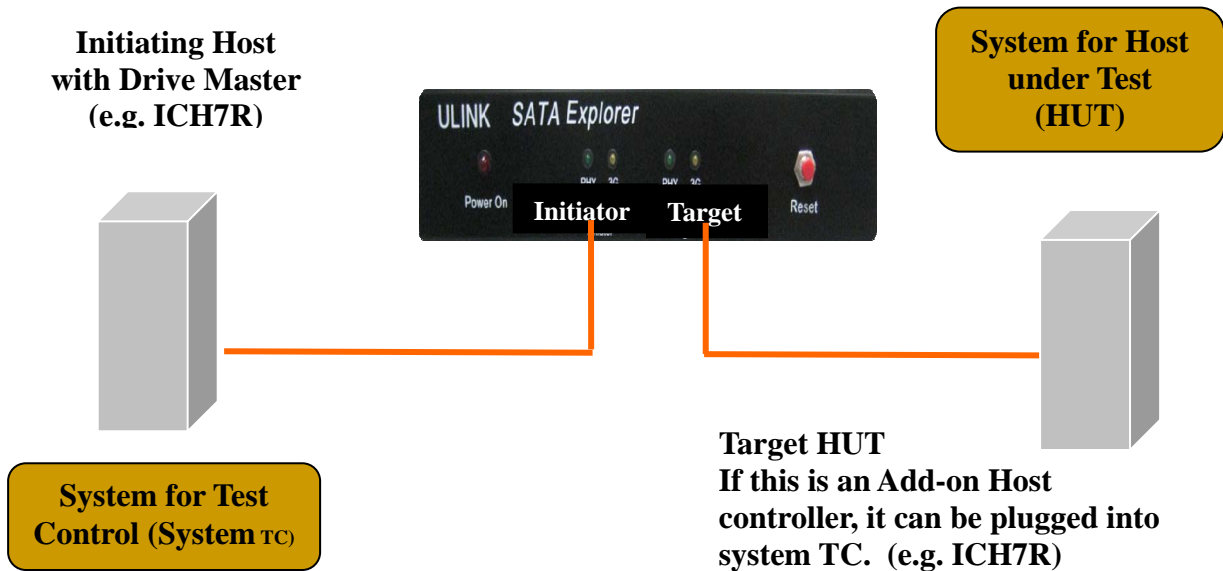 Initiating Host
with Drive Master
(e.g. ICH7R)
System for Host
under Test
(HUT)
ULINK SATA Explorer
PHY 3G PHY 3G
Power On
Initiator Target
Reset
Target HUT
If this is an Add-on Host
controller, it can be plugged into
system TC. (e.g. ICH7R)
System for Test
Control (System TC)